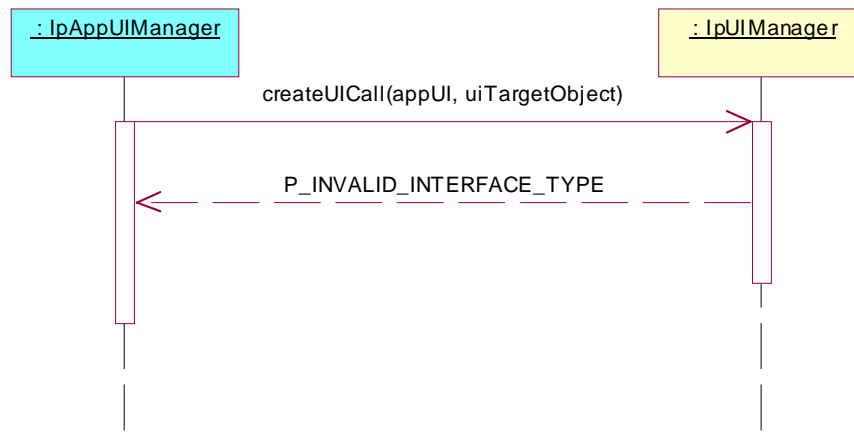 : IpAppUIManager
: IpUIManager
createUICall(appUI, uiTargetObject)
P_INVALID_INTERFACE_TYPE